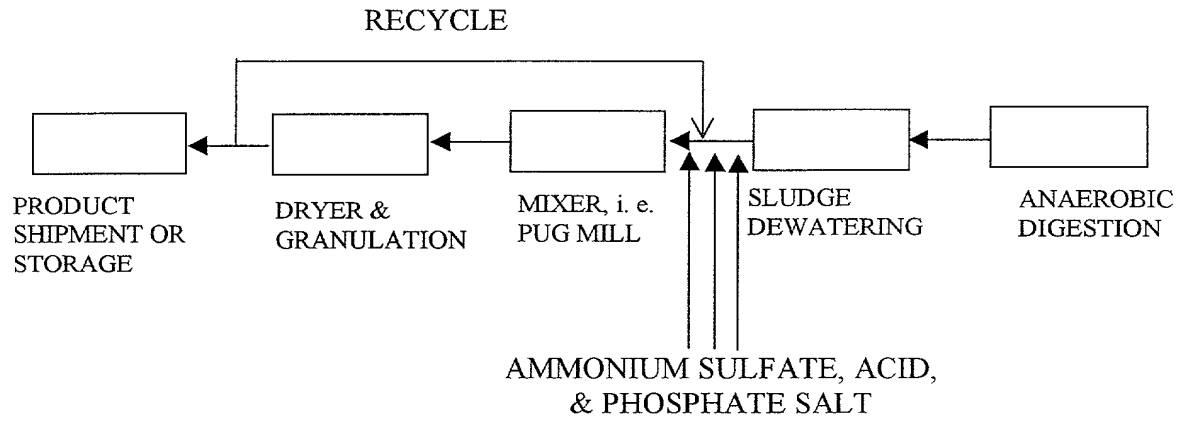 RECYCLE
PRODUCT
SHIPMENT OR
STORAGE
DRYER &
GRANULATION
MIXER, i. e.
PUG MILL
SLUDGE
DEWATERING
ANAEROBIC
DIGESTION
AMMONIUM SULFATE, ACID,
& PHOSPHATE SALT